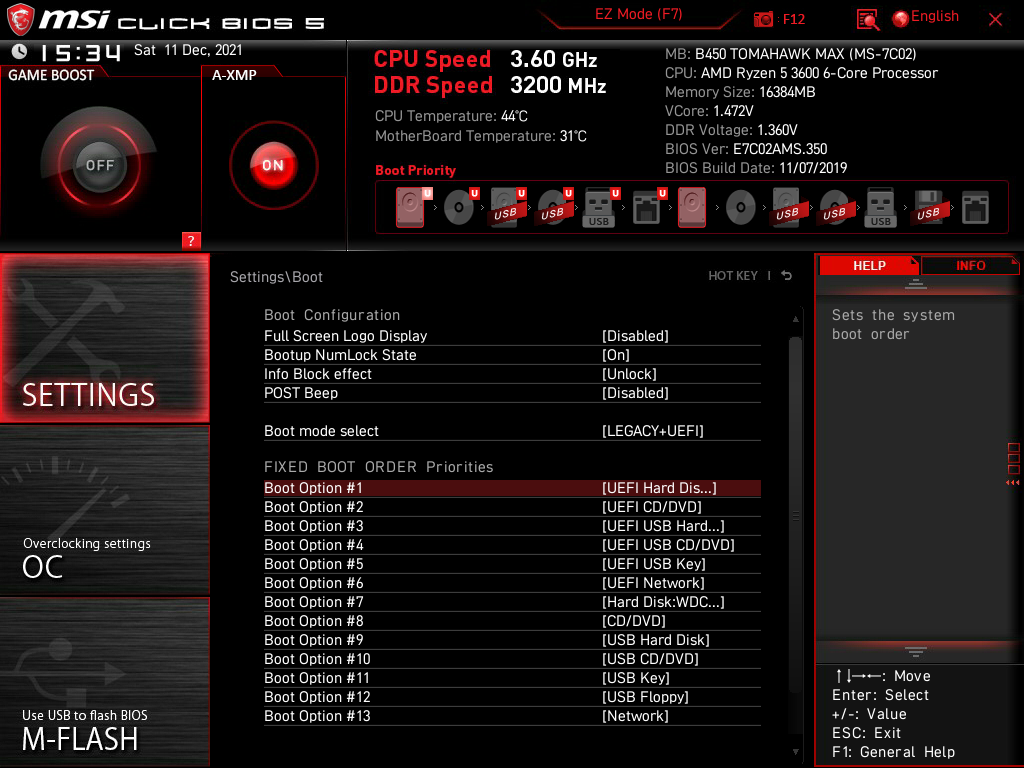 msi CLICK BIOS 5
EZ Mode (F7)
: F12
English
15:34 Sat 11 Dec, 2021
GAME BOOST
OFF
?
A-XMP
ON
CPU Speed 3.60 GHz
DDR Speed 3200 MHz
CPU Temperature: 44°C
MotherBoard Temperature: 31°C
MB: B450 TOMAHAWK MAX (MS-7C02)
CPU: AMD Ryzen 5 3600 6-Core Processor
Memory Size: 16384MB
VCore: 1.472V
DDR Voltage: 1.360V
BIOS Ver: E7C02AMS.350
BIOS Build Date: 11/07/2019
Boot Priority
U U U U U U
USB USB USB USB USB USB USB
SETTINGS
Overclocking settings
OC
Use USB to flash BIOS
M-FLASH
Settings\Boot
HOT KEY |
Boot Configuration
Full Screen Logo Display [Disabled]
Bootup NumLock State [On]
Info Block effect [Unlock]
POST Beep [Disabled]
Boot mode select [LEGACY+UEFI]
FIXED BOOT ORDER Priorities
Boot Option #1 [UEFI Hard Dis...]
Boot Option #2 [UEFI CD/DVD]
Boot Option #3 [UEFI USB Hard...]
Boot Option #4 [UEFI USB CD/DVD]
Boot Option #5 [UEFI USB Key]
Boot Option #6 [UEFI Network]
Boot Option #7 [Hard Disk:WDC...]
Boot Option #8 [CD/DVD]
Boot Option #9 [USB Hard Disk]
Boot Option #10 [USB CD/DVD]
Boot Option #11 [USB Key]
Boot Option #12 [USB Floppy]
Boot Option #13 [Network]
HELP
INFO
Sets the system
boot order
↑↓→←: Move
Enter: Select
+/-: Value
ESC: Exit
F1: General Help